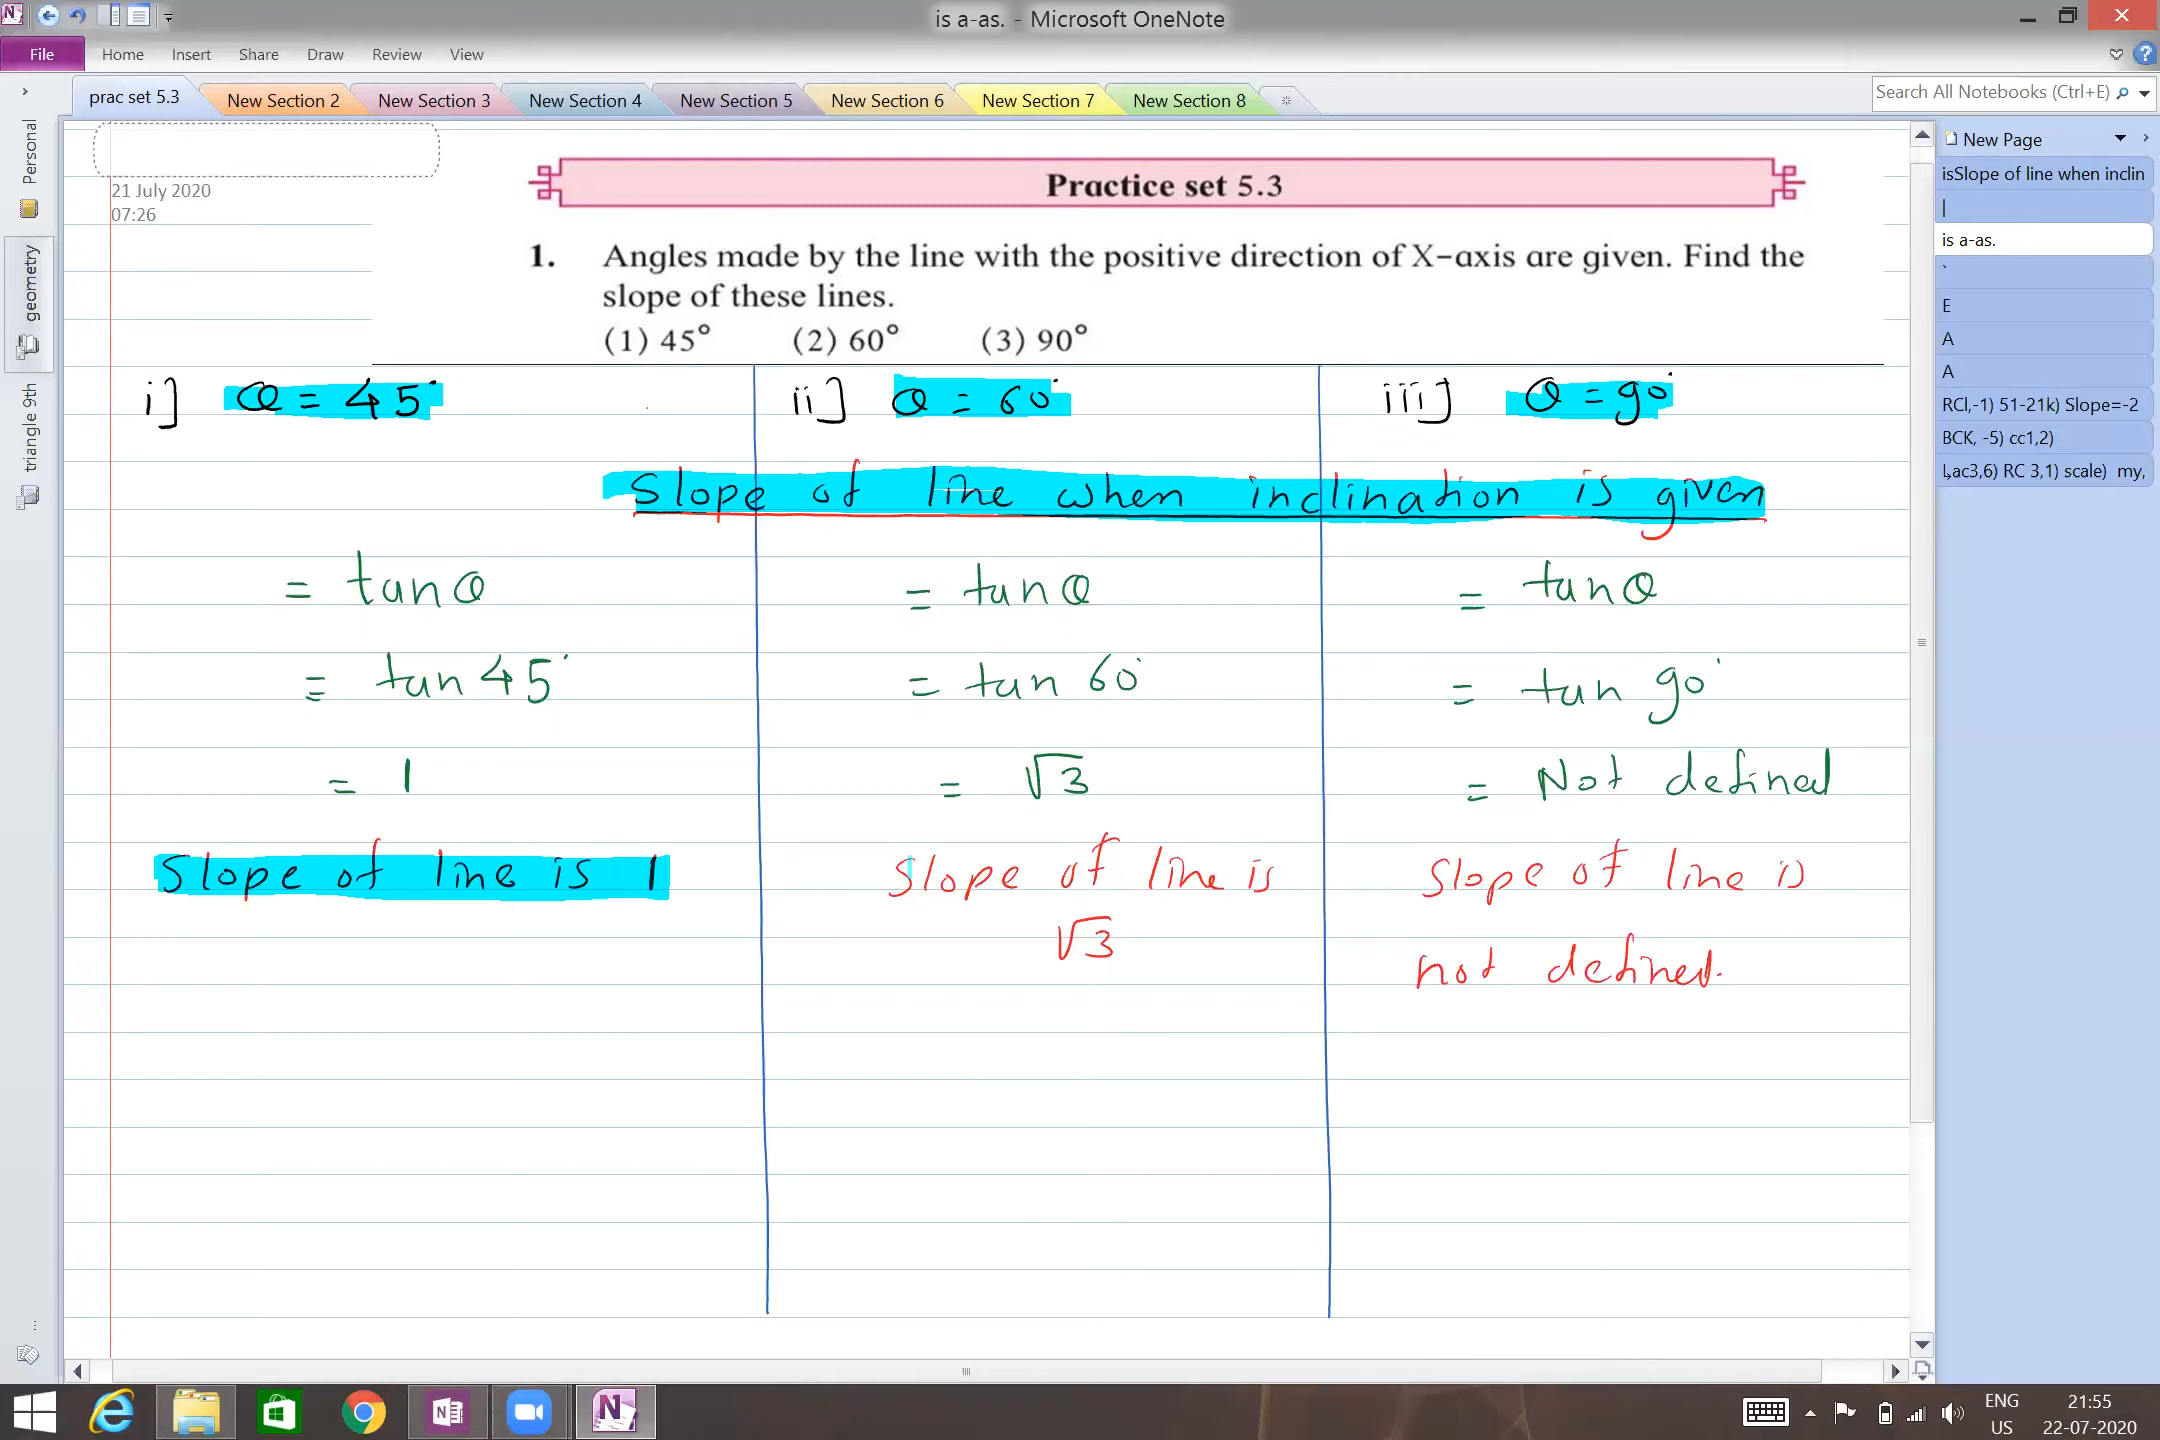 is a-as. - Microsoft OneNote
File Home Insert Share Draw Review View
prac set 5.3 New Section 2 New Section 3 New Section 4 New Section 5 New Section 6 New Section 7 New Section 8
Search All Notebooks (Ctrl+E)
Personal
geometry
triangle 9th
21 July 2020
07:26
Practice set 5.3
1. Angles made by the line with the positive direction of X-axis are given. Find the
slope of these lines.
(1) 45° (2) 60° (3) 90°
i] θ = 45° ii] θ = 60° iii] θ = 90°
Slope of line when inclination is given
= tanθ = tanθ = tanθ
= tan 45° = tan 60° = tan 90°
= 1 = √3 = Not defined
Slope of line is 1 Slope of line is Slope of line is
√3 not defined.
New Page
isSlope of line when inclin
|
is a-as.
`
E
A
A
RCl,-1) 51-21k) Slope=-2
BCK, -5) cc1,2)
l,ac3,6) RC 3,1) scale) my,
ENG 21:55
US 22-07-2020